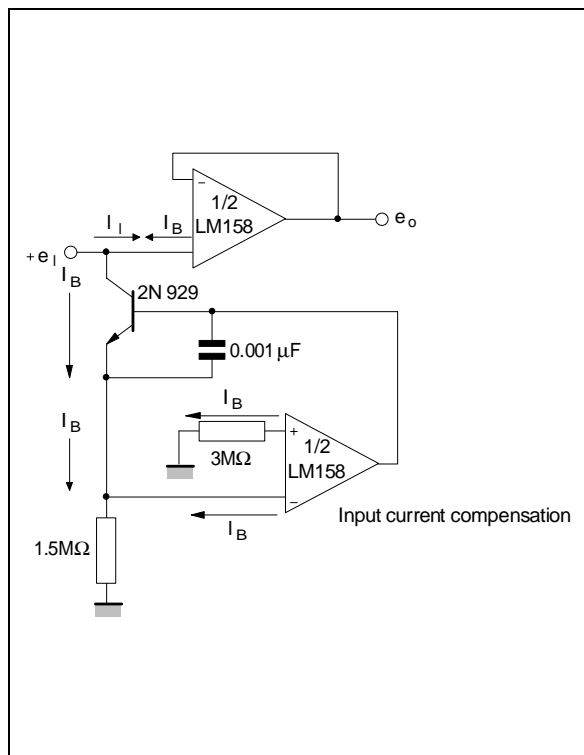 1/2
LM158
I I
I B
e o
+e I
I B
2N 929
0.001 µF
I B
I B
1/2
LM158
3MΩ
Input current compensation
I B
1.5MΩ